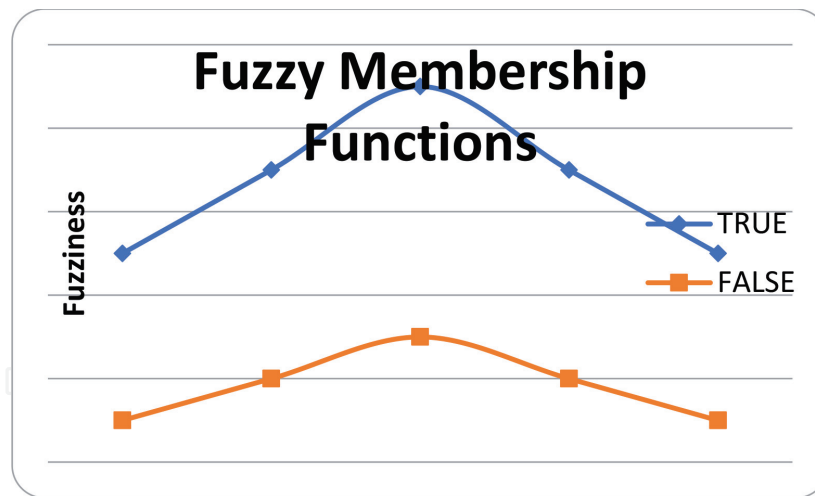 Fuzzy Membership
Functions
Fuzziness
TRUE
FALSE